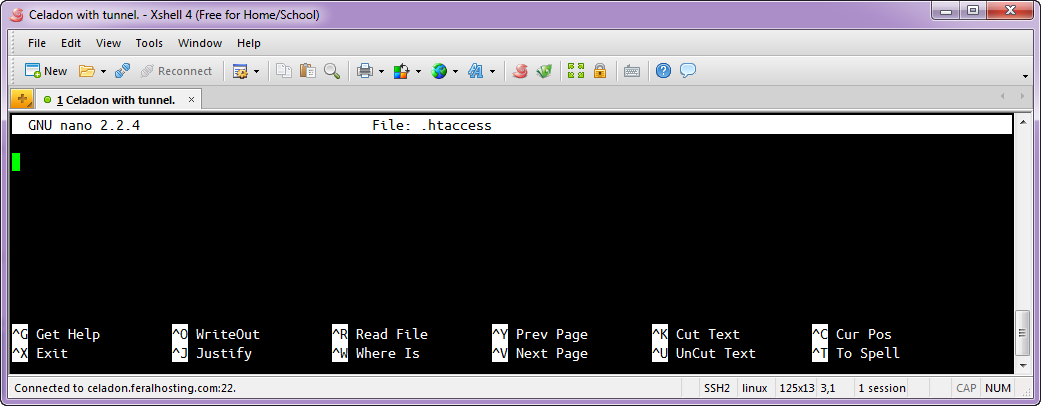 Celadon with tunnel. - Xshell 4 (Free for Home/School)
File Edit View Tools Window Help
New Reconnect
1 Celadon with tunnel. ×
GNU nano 2.2.4 File: .htaccess
^G Get Help ^O WriteOut ^R Read File ^Y Prev Page ^K Cut Text ^C Cur Pos
^X Exit ^J Justify ^W Where Is ^V Next Page ^U UnCut Text ^T To Spell
Connected to celadon.feralhosting.com:22. SSH2 linux 125x13 3,1 1 session CAP NUM